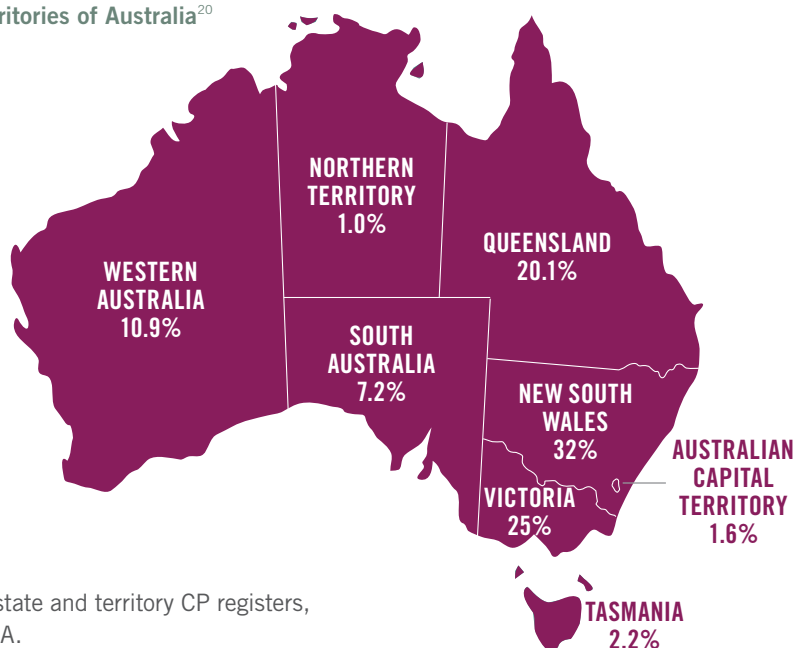 ritories of Australia20
NORTHERN
TERRITORY
1.0%
QUEENSLAND
20.1%
WESTERN
AUSTRALIA
10.9%
SOUTH
AUSTRALIA
7.2%
NEW SOUTH
WALES
32%
AUSTRALIAN
CAPITAL
TERRITORY
1.6%
VICTORIA
25%
state and territory CP registers,
A.
TASMANIA
2.2%